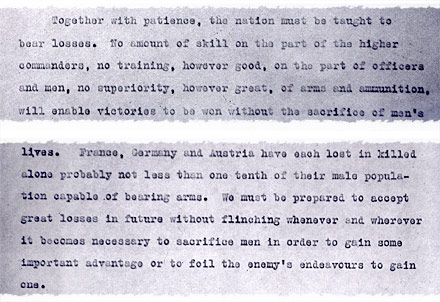 Together with patience, the nation must be taught to
bear losses. No amount of skill on the part of the higher
commanders, no training, however good, on the part of officers
and men, no superiority, however great, of arms and ammunition,
will enable victories to be won without the sacrifice of men's
lives. France, Germany and Austria have each lost in killed
alone probably not less than one tenth of their male popula-
tion capable of bearing arms. We must be prepared to accept
great losses in future without flinching whenever and wherever
it becomes necessary to sacrifice men in order to gain some
important advantage or to foil the enemy's endeavours to gain
one.